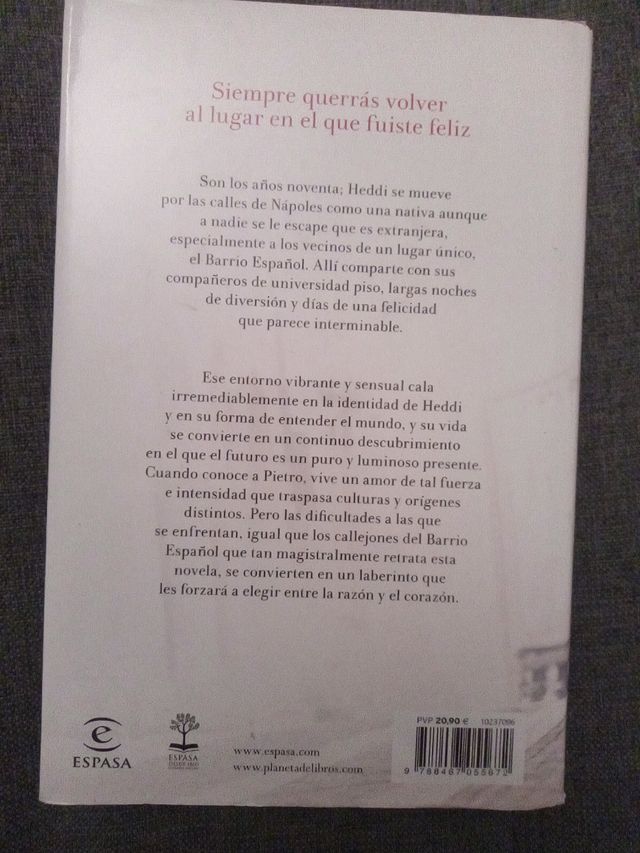 Siempre querrás volver
al lugar en el que fuiste feliz
Son los años noventa; Heddi se mueve
por las calles de Nápoles como una nativa aunque
a nadie se le escape que es extranjera,
especialmente a los vecinos de un lugar único,
el Barrio Español. Allí comparte con sus
compañeros de universidad piso, largas noches
de diversión y días de una felicidad
que parece interminable.
Ese entorno vibrante y sensual cala
irremediablemente en la identidad de Heddi
y en su forma de entender el mundo, y su vida
se convierte en un continuo descubrimiento
en el que el futuro es un puro y luminoso presente.
Cuando conoce a Pietro, vive un amor de tal fuerza
e intensidad que traspasa culturas y orígenes
distintos. Pero las dificultades a las que
se enfrentan, igual que los callejones del Barrio
Español que tan magistralmente retrata esta
novela, se convierten en un laberinto que
les forzará a elegir entre la razón y el corazón.
e
ESPASA
ESPASA
DESDE 1860
www.espasa.com
www.planetadelibros.com
PVP 20,90 € 10237096
9 788467 055672